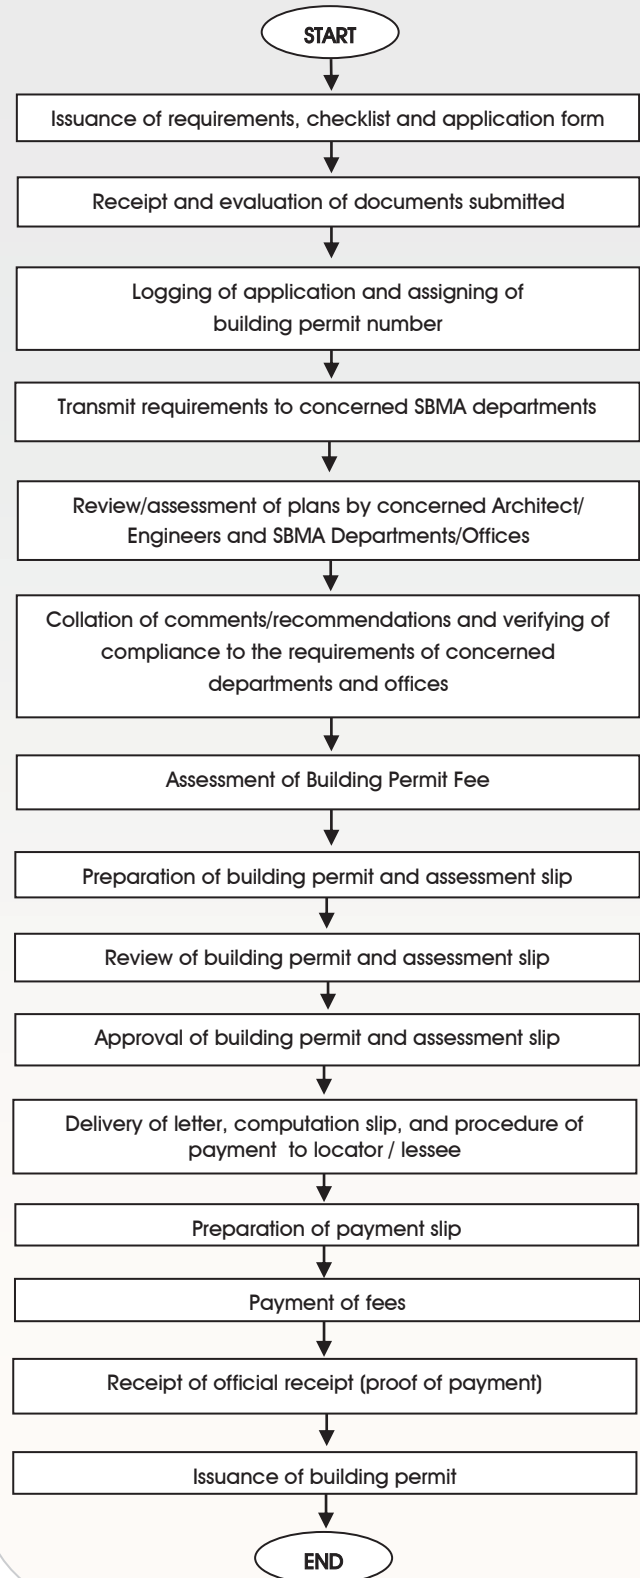 START
Issuance of requirements, checklist and application form
Receipt and evaluation of documents submitted
Logging of application and assigning of
building permit number
Transmit requirements to concerned SBMA departments
Review/assessment of plans by concerned Architect/
Engineers and SBMA Departments/Offices
Collation of comments/recommendations and verifying of
compliance to the requirements of concerned
departments and offices
Assessment of Building Permit Fee
Preparation of building permit and assessment slip
Review of building permit and assessment slip
Approval of building permit and assessment slip
Delivery of letter, computation slip, and procedure of
payment to locator / lessee
Preparation of payment slip
Payment of fees
Receipt of official receipt (proof of payment)
Issuance of building permit
END